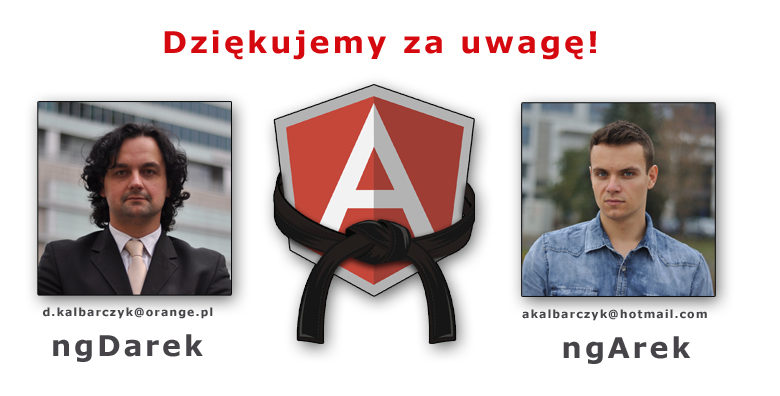 Dziękujemy za uwagę!
d.kalbarczyk@orange.pl
ngDarek
A
akalbarczyk@hotmail.com
ngArek